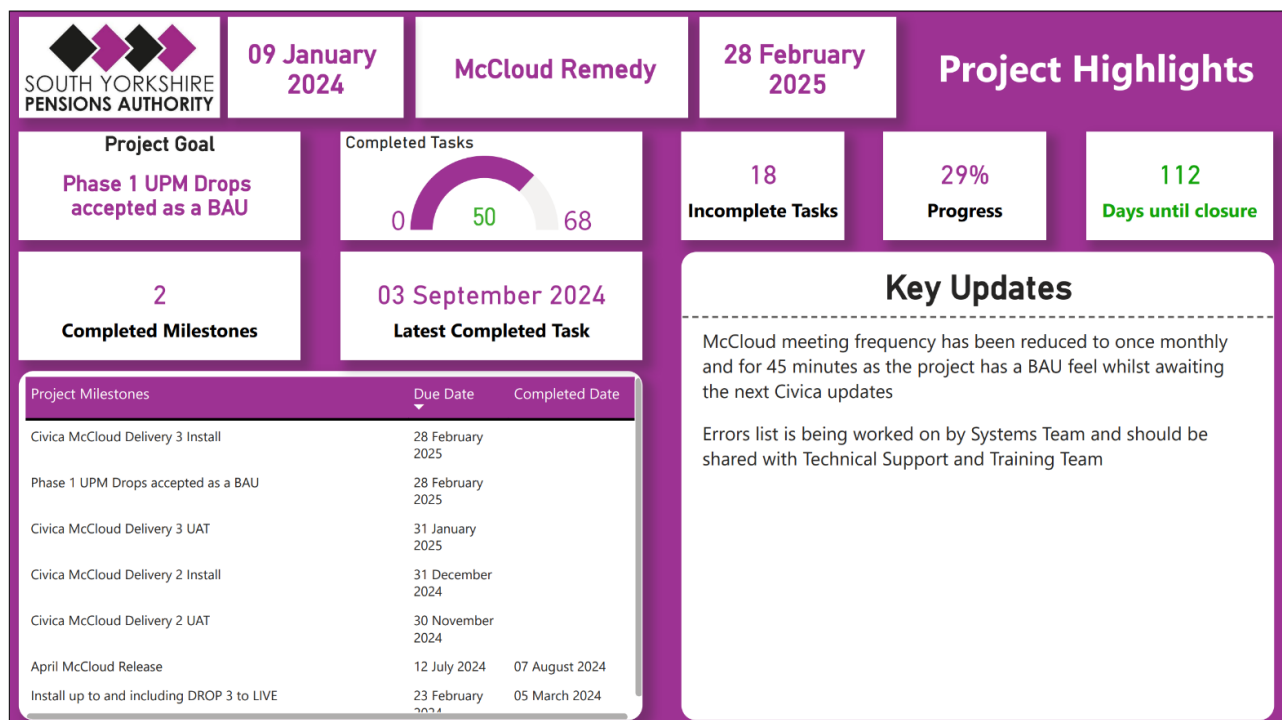 SOUTH YORKSHIRE
PENSIONS AUTHORITY
09 January
2024
McCloud Remedy
28 February
2025
Project Highlights
Project Goal
Phase 1 UPM Drops
accepted as a BAU
Completed Tasks
0
50
68
18
Incomplete Tasks
29%
Progress
112
Days until closure
2
Completed Milestones
03 September 2024
Latest Completed Task
Key Updates
McCloud meeting frequency has been reduced to once monthly
and for 45 minutes as the project has a BAU feel whilst awaiting
the next Civica updates
Errors list is being worked on by Systems Team and should be
shared with Technical Support and Training Team
Project Milestones Due Date Completed Date
Civica McCloud Delivery 3 Install 28 February
2025
Phase 1 UPM Drops accepted as a BAU 28 February
2025
Civica McCloud Delivery 3 UAT 31 January
2025
Civica McCloud Delivery 2 Install 31 December
2024
Civica McCloud Delivery 2 UAT 30 November
2024
April McCloud Release 12 July 2024 07 August 2024
Install up to and including DROP 3 to LIVE 23 February 05 March 2024
2024